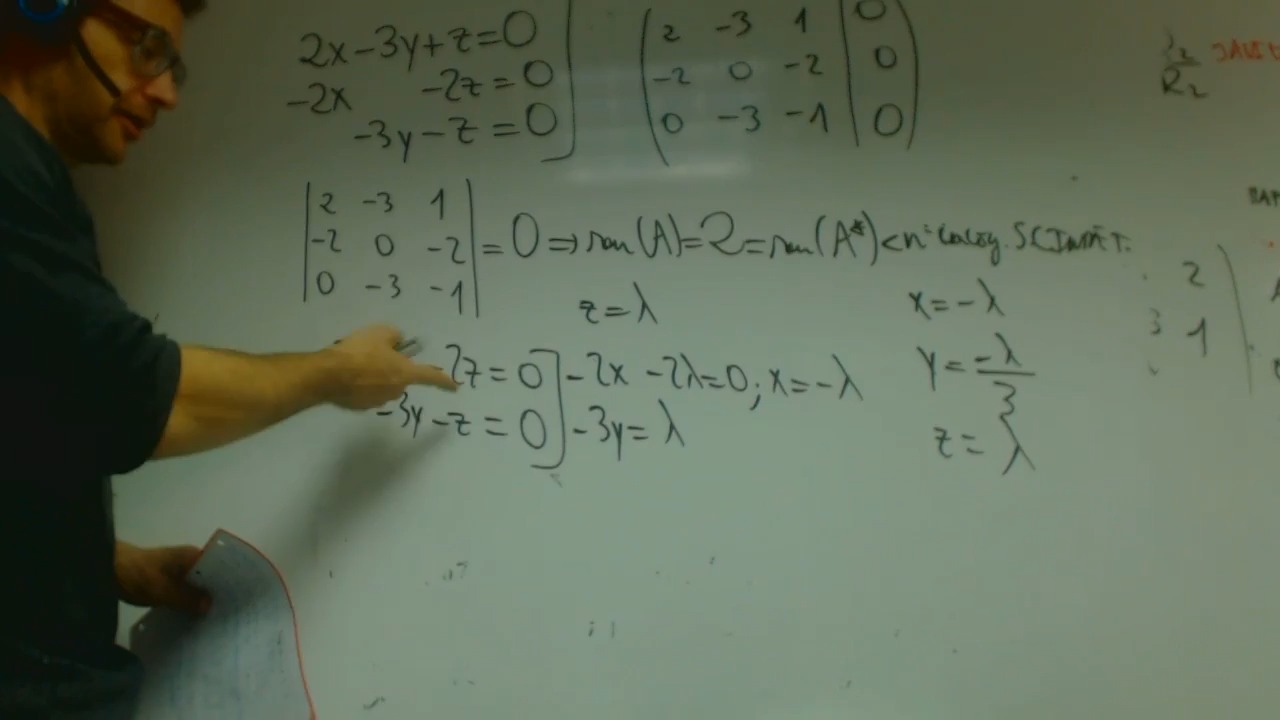 2x-3y+z=0
-2x -2z=0
-3y-z=0
2 -3 1 0
-2 0 -2 0
0 -3 -1 0
2 -3 1
-2 0 -2 =0⇒ran(A)=2=ran(A*)<nº
0 -3 -1
z=λ
-2z=0 -2x-2λ=0; x=-λ
-3y-z=0 -3y=λ
x=-λ
y=-λ/3
z=λ
R2
2
1